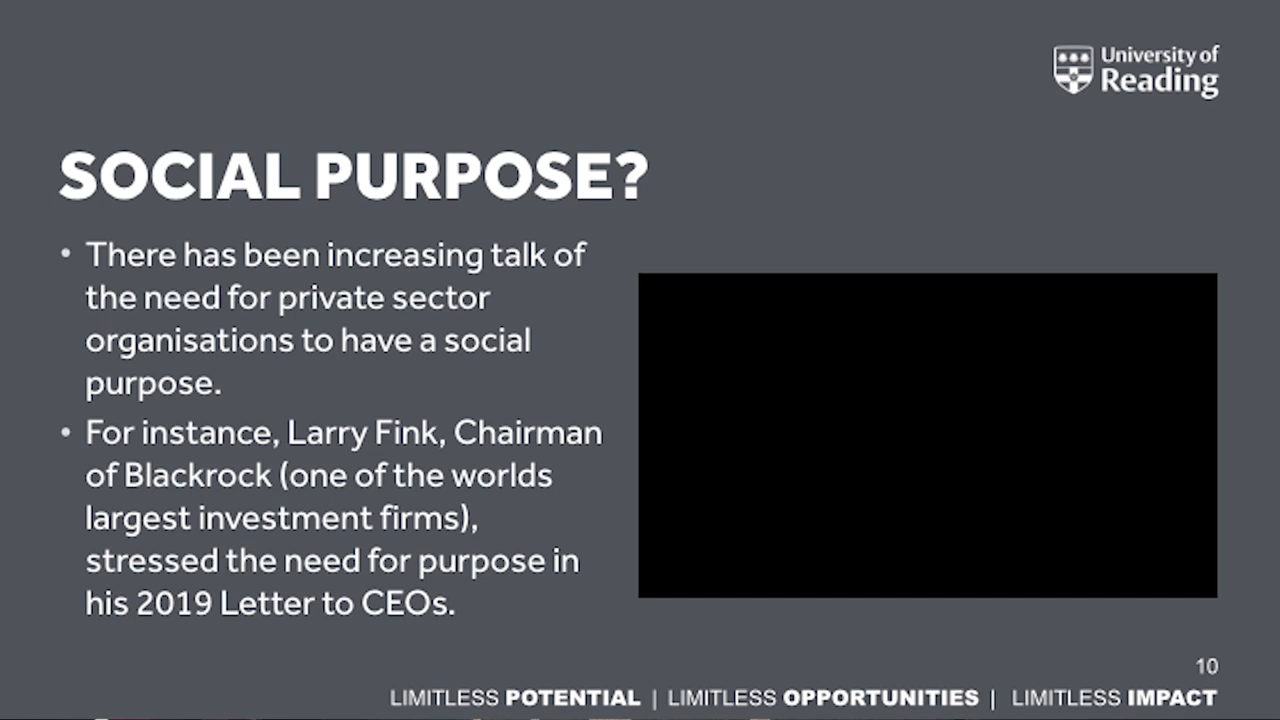 University of
Reading
SOCIAL PURPOSE?
• There has been increasing talk of
the need for private sector
organisations to have a social
purpose.
• For instance, Larry Fink, Chairman
of Blackrock (one of the worlds
largest investment firms),
stressed the need for purpose in
his 2019 Letter to CEOs.
10
LIMITLESS POTENTIAL | LIMITLESS OPPORTUNITIES | LIMITLESS IMPACT